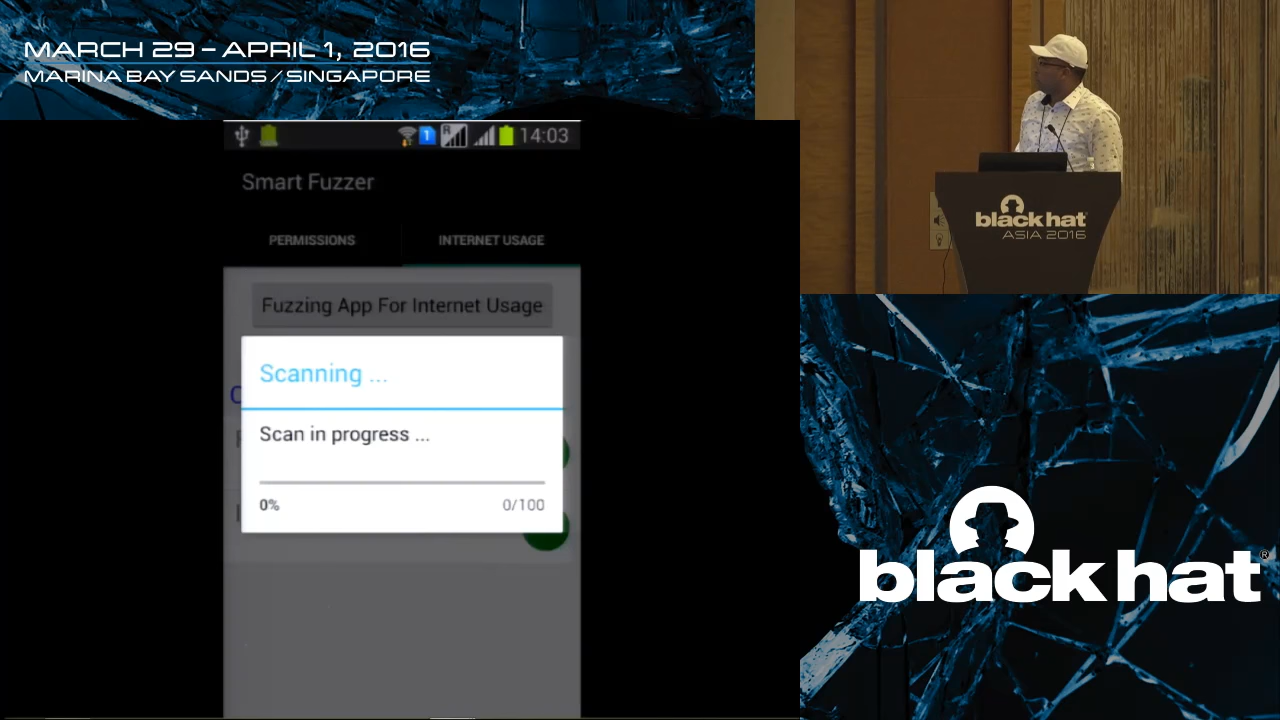 MARCH 29 – APRIL 1, 2016
MARINA BAY SANDS / SINGAPORE
1
R
14:03
Smart Fuzzer
PERMISSIONS
INTERNET USAGE
Fuzzing App For Internet Usage
Scanning ...
Scan in progress ...
0%
0/100
black hat
ASIA 2016
black hat®